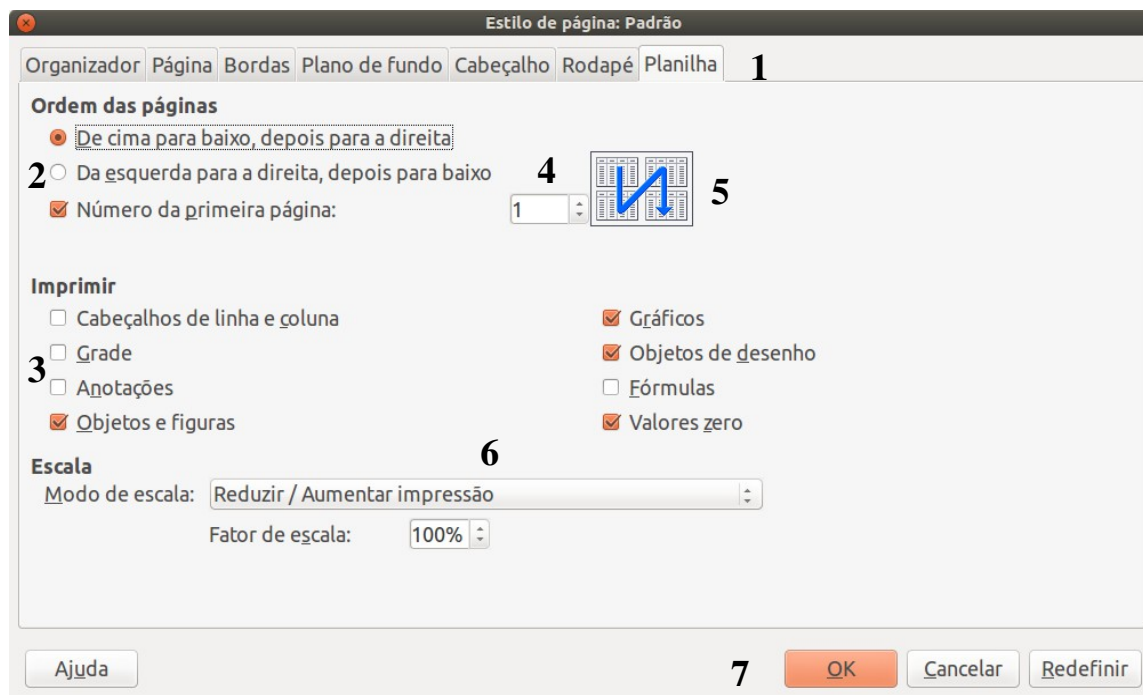 Estilo de página: Padrão
Organizador Página Bordas Plano de fundo Cabeçalho Rodapé Planilha 1
Ordem das páginas
De cima para baixo, depois para a direita
2 Da esquerda para a direita, depois para baixo 4
5
Número da primeira página: 1
Imprimir
Cabeçalhos de linha e coluna Gráficos
Grade Objetos de desenho
3
Anotações Fórmulas
Objetos e figuras Valores zero
6
Escala
Modo de escala: Reduzir / Aumentar impressão
Fator de escala: 100%
Ajuda 7 OK Cancelar Redefinir